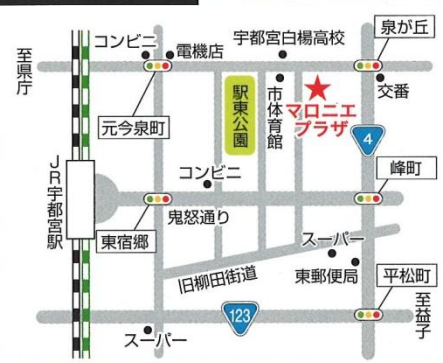 コンビニ
電機店
宇都宮白楊高校
泉が丘
至県庁
元今泉町
駅東公園
市体育館
マロニエ
プラザ
交番
4
JR宇都宮駅
コンビニ
峰町
東宿郷
鬼怒通り
スーパー
旧柳田街道
東郵便局
平松町
123
スーパー
至益子